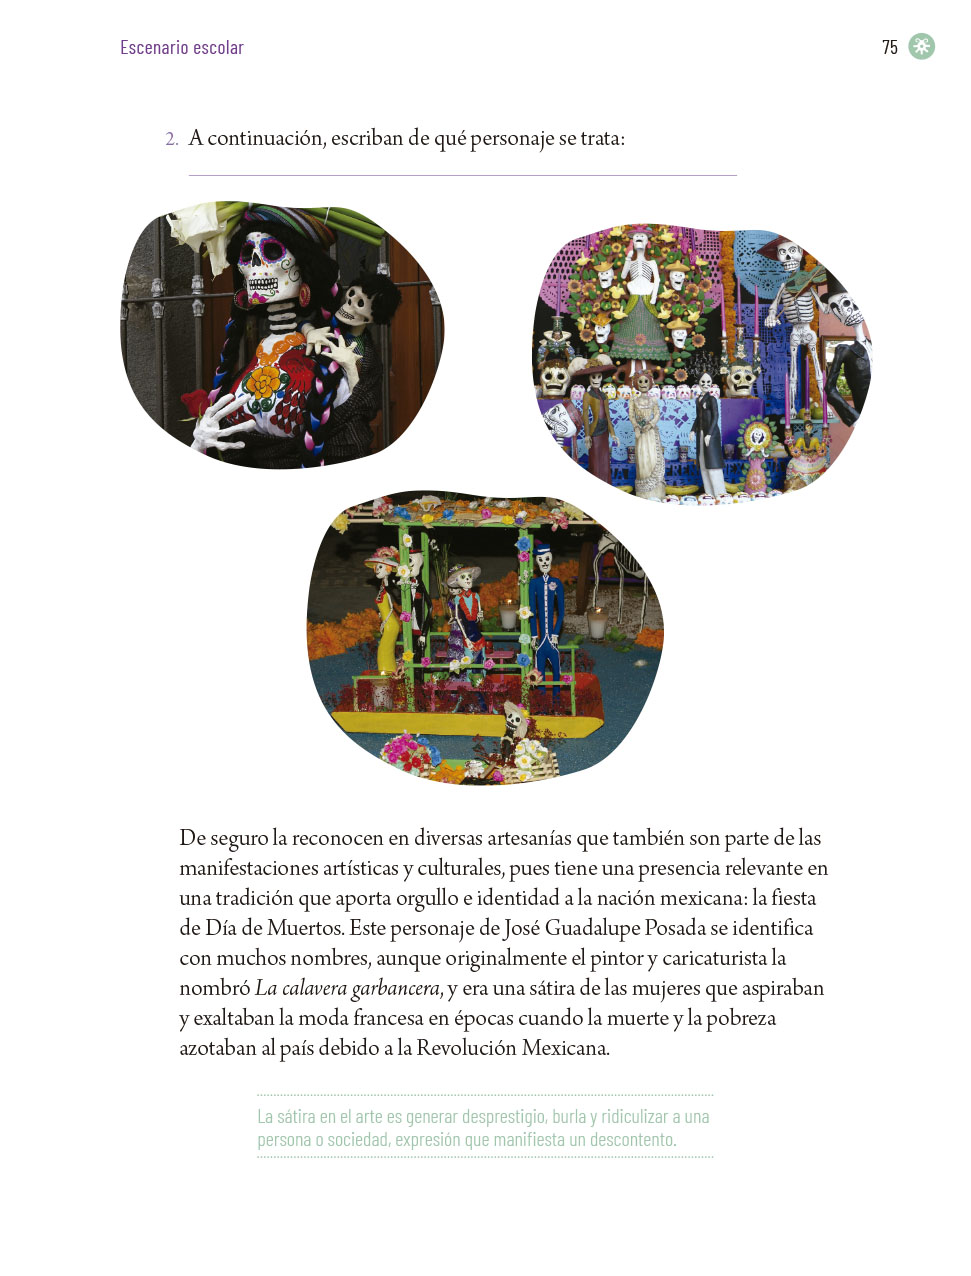 Escenario escolar
75
2. A continuación, escriban de qué personaje se trata:
De seguro la reconocen en diversas artesanías que también son parte de las
manifestaciones artísticas y culturales, pues tiene una presencia relevante en
una tradición que aporta orgullo e identidad a la nación mexicana: la fiesta
de Día de Muertos. Este personaje de José Guadalupe Posada se identifica
con muchos nombres, aunque originalmente el pintor y caricaturista la
nombró La calavera garbancera, y era una sátira de las mujeres que aspiraban
y exaltaban la moda francesa en épocas cuando la muerte y la pobreza
azotaban al país debido a la Revolución Mexicana.
La sátira en el arte es generar desprestigio, burla y ridiculizar a una
persona o sociedad, expresión que manifiesta un descontento.